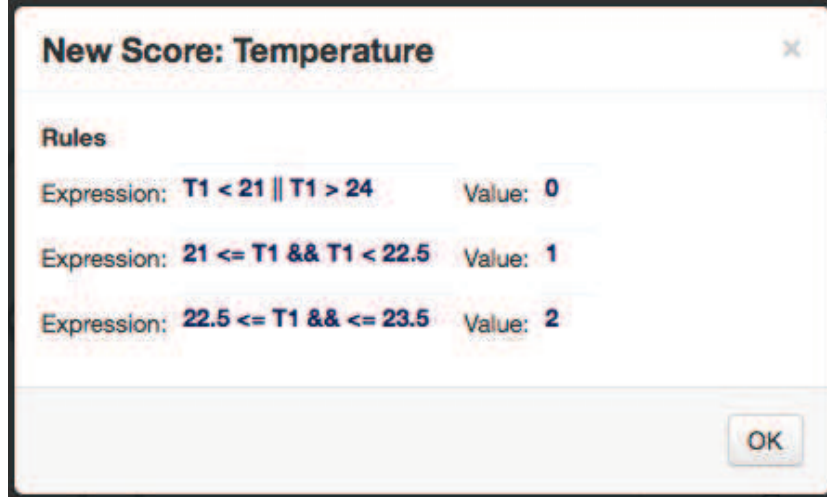 New Score: Temperature ×
Rules
Expression: T1 < 21 || T1 > 24 Value: 0
Expression: 21 <= T1 && T1 < 22.5 Value: 1
Expression: 22.5 <= T1 && <= 23.5 Value: 2
OK